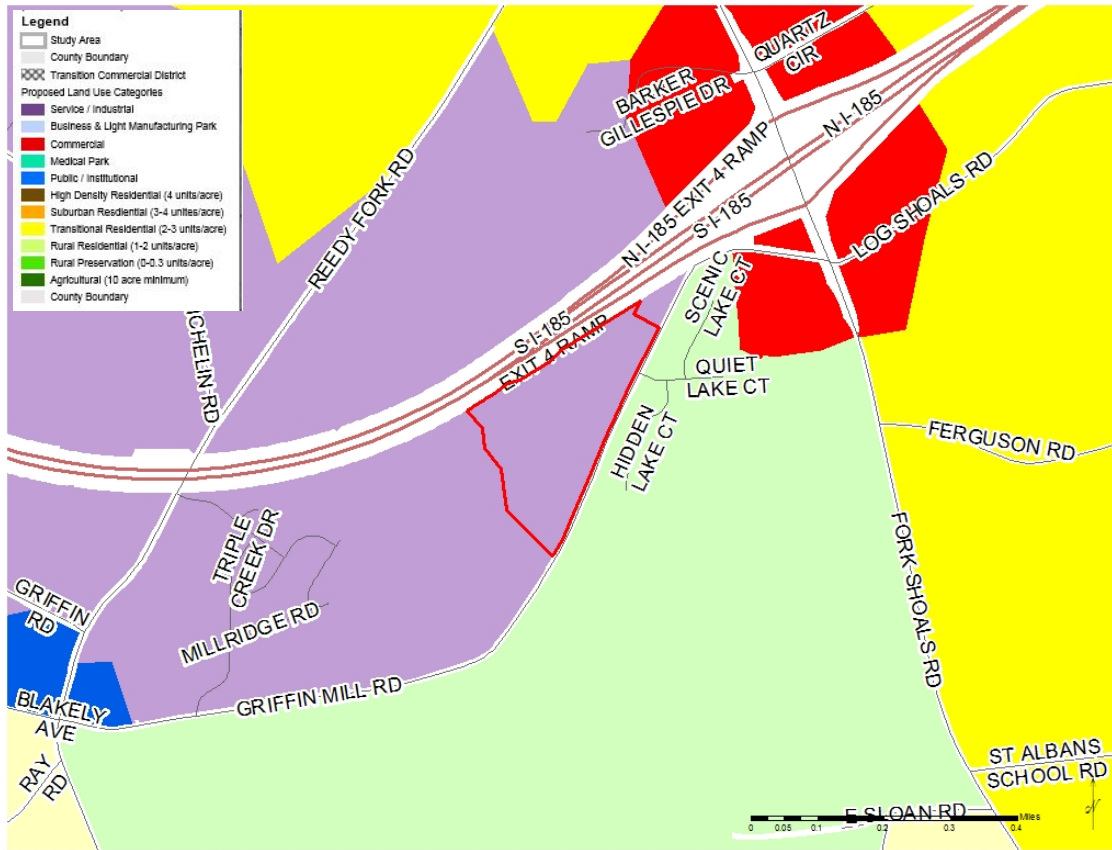 Legend
Study Area
County Boundary
Transition Commercial District
Proposed Land Use Categories
Service / Industrial
Business & Light Manufacturing Park
Commercial
Medical Park
Public / Institutional
High Density Residential (4 units/acre)
Suburban Resdiential (3-4 unites/acre)
Transitional Residential (2-3 units/acre)
Rural Residential (1-2 units/acre)
Rural Preservation (0-0.3 units/acre)
Agricultural (10 acre minimum)
County Boundary
QUARTZ
CIR
BARKER
GILLESPIE DR
N-I-185
EXIT 4 RAMP
N-I-185
S I-185
LOG SHOALS RD
REEDY FORK RD
ICHELIN RD
SCENIC
LAKE CT
S I-185
EXIT 4 RAMP
QUIET
LAKE CT
HIDDEN
LAKE CT
FERGUSON RD
TRIPLE
CREEK DR
FORK SHOALS RD
GRIFFIN
RD
MILLRIDGE RD
GRIFFIN MILL RD
BLAKELY
AVE
RAY
RD
ST ALBANS
SCHOOL RD
E SLOAN RD
N
0 0.05 0.1 0.2 0.3 0.4 Miles